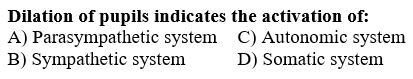 Dilation of pupils indicates the activation of:
A) Parasympathetic system C) Autonomic system
B) Sympathetic system D) Somatic system